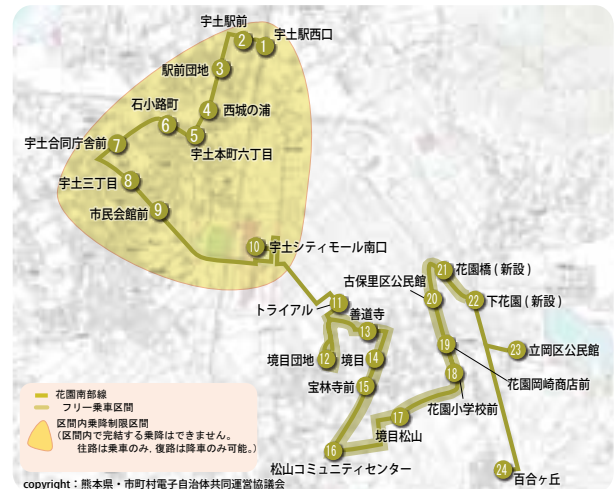 宇土駅前
宇土駅西口
2
1
駅前団地
3
石小路町
4
西城の浦
6
5
宇土本町六丁目
宇土合同庁舎前
7
宇土三丁目
8
市民会館前
9
10
宇土シティモール南口
21
花園橋(新設)
古保里区公民館
20
22
下花園(新設)
トライアル
11
善道寺
13
境目団地
12
境目
14
19
23
立岡区公民館
花園岡崎商店前
宝林寺前
15
18
花園小学校前
17
境目松山
16
松山コミュニティセンター
24
百合ヶ丘
花園南部線
フリー乗車区間
区間内乗降制限区間
(区間内で完結する乗降はできません。
往路は乗車のみ, 復路は降車のみ可能。)
copyright：熊本県・市町村電子自治体共同運営協議会